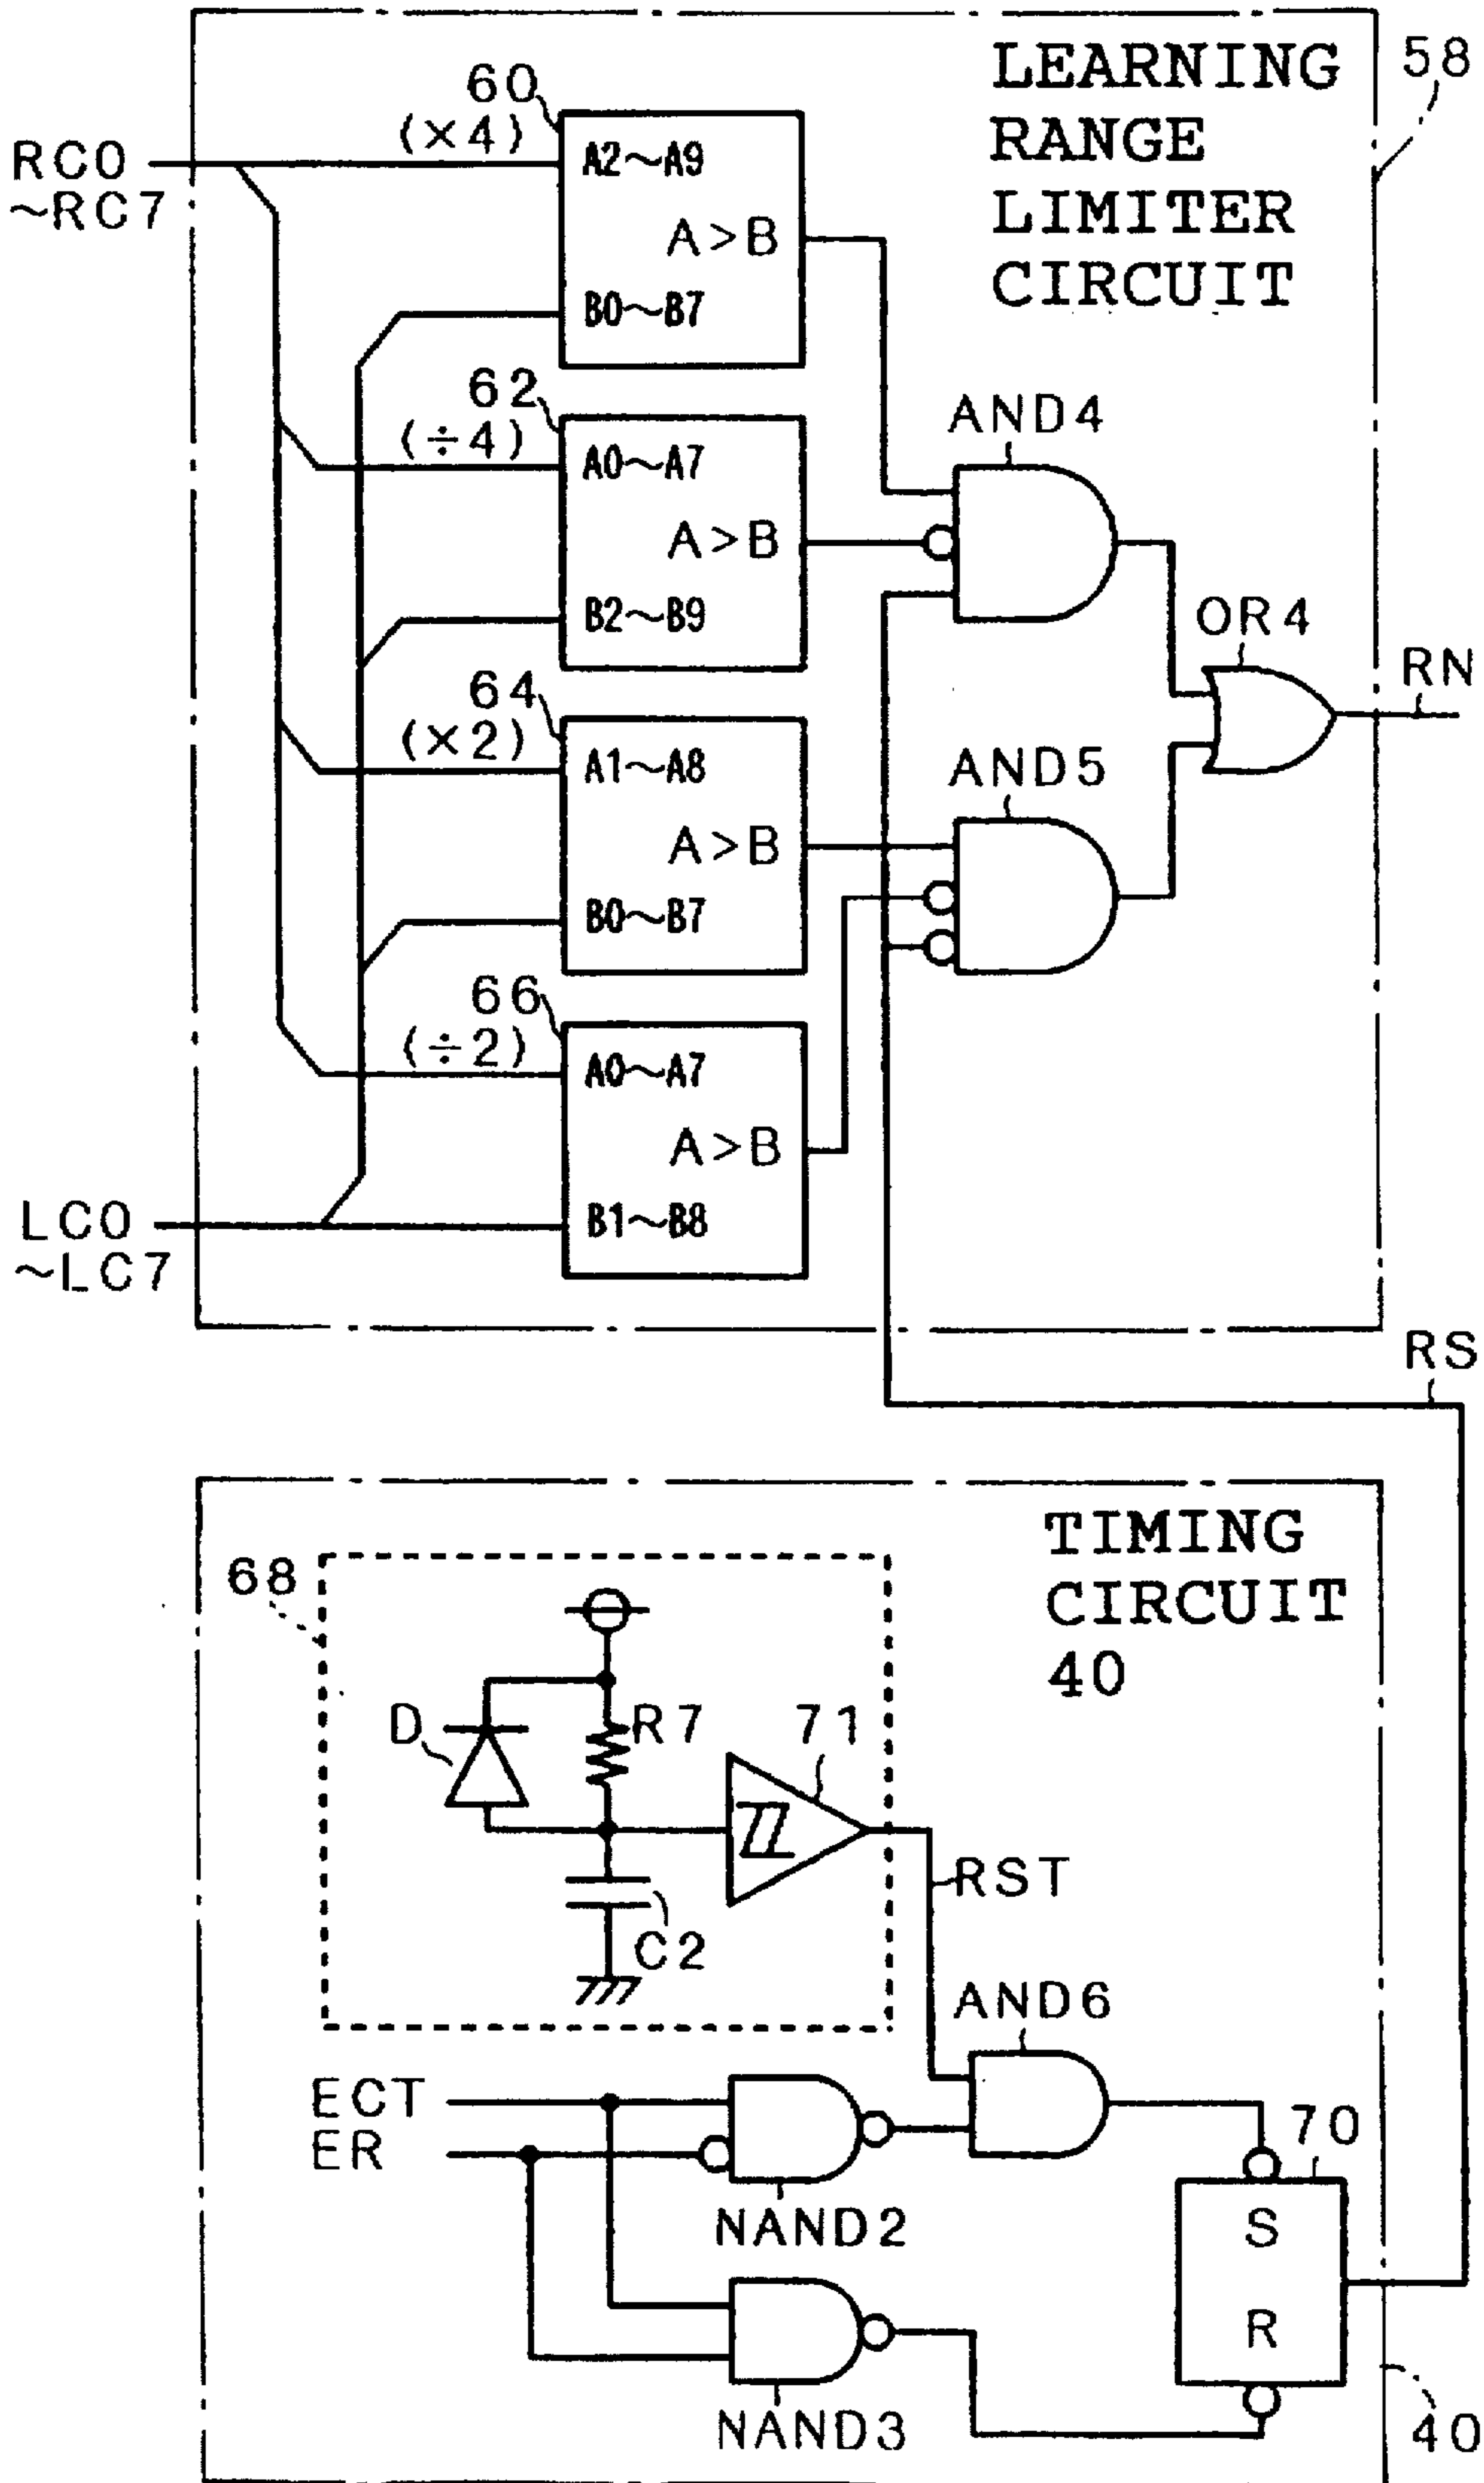 LEARNING
RANGE
LIMITER
CIRCUIT
58
60
(×4)
RC0
~RC7
A2~A9
A>B
B0~B7
62
(÷4)
A0~A7
A>B
B2~B9
AND4
OR4
RN
64
(×2)
A1~A8
A>B
B0~B7
AND5
66
(÷2)
A0~A7
A>B
B1~B8
LC0
~LC7
RS
TIMING
CIRCUIT
40
68
D
R7
71
RST
C2
AND6
ECT
ER
70
NAND2
S
R
NAND3
40